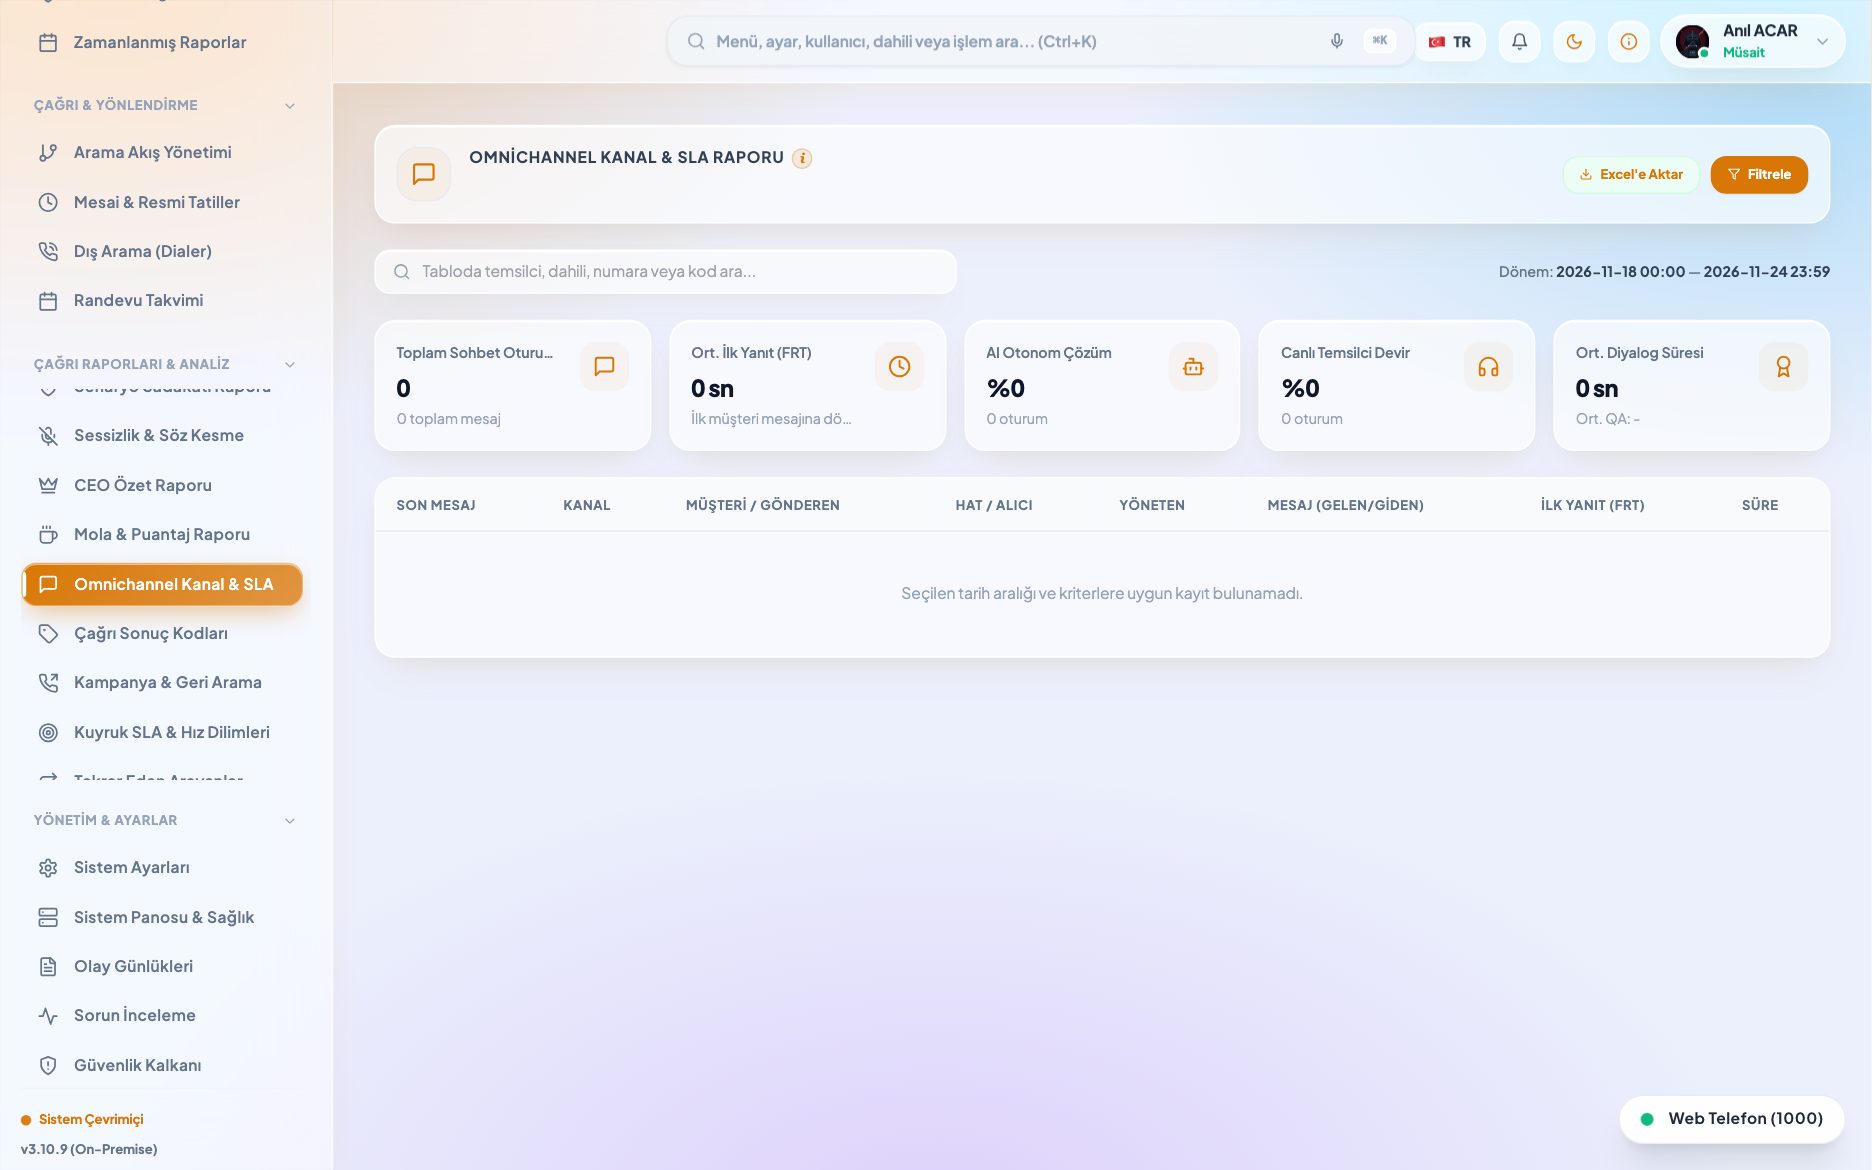 Zamanlanmış Raporlar
ÇAĞRI & YÖNLENDİRME
Arama Akış Yönetimi
Mesai & Resmi Tatiller
Dış Arama (Dialer)
Randevu Takvimi
ÇAĞRI RAPORLARI & ANALİZ
Senaryo Sadakati Raporu
Sessizlik & Söz Kesme
CEO Özet Raporu
Mola & Puantaj Raporu
Omnichannel Kanal & SLA
Çağrı Sonuç Kodları
Kampanya & Geri Arama
Kuyruk SLA & Hız Dilimleri
Tekrar Eden Arayanlar
YÖNETİM & AYARLAR
Sistem Ayarları
Sistem Panosu & Sağlık
Olay Günlükleri
Sorun İnceleme
Güvenlik Kalkanı
Sistem Çevrimiçi
v3.10.9 (On-Premise)
Menü, ayar, kullanıcı, dahili veya işlem ara... (Ctrl+K)
⌘K
TR
Anıl ACAR
Müsait
OMNİCHANNEL KANAL & SLA RAPORU
Excel'e Aktar
Filtrele
Tabloda temsilci, dahili, numara veya kod ara...
Dönem: 2026-11-18 00:00 — 2026-11-24 23:59
Toplam Sohbet Oturu...
0
0 toplam mesaj
Ort. İlk Yanıt (FRT)
0 sn
İlk müşteri mesajına dö...
AI Otonom Çözüm
%0
0 oturum
Canlı Temsilci Devir
%0
0 oturum
Ort. Diyalog Süresi
0 sn
Ort. QA: -
SON MESAJ KANAL MÜŞTERİ / GÖNDEREN HAT / ALICI YÖNETEN MESAJ (GELEN/GİDEN) İLK YANIT (FRT) SÜRE
Seçilen tarih aralığı ve kriterlere uygun kayıt bulunamadı.
Web Telefon (1000)